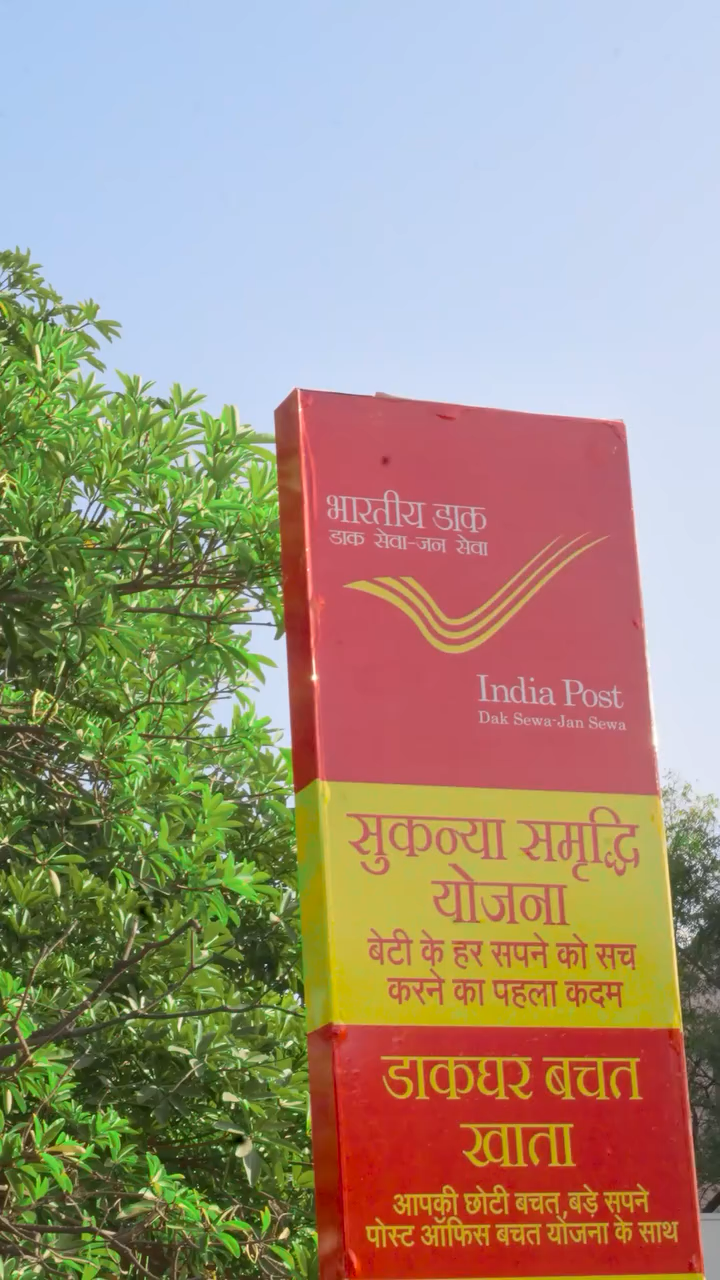 भारतीय डाक
डाक सेवा-जन सेवा
India Post
Dak Sewa-Jan Sewa
सुकन्या समृद्धि
योजना
बेटी के हर सपने को सच
करने का पहला कदम
डाकघर बचत
खाता
आपकी छोटी बचत,बड़े सपने
पोस्ट ऑफिस बचत योजना के साथ